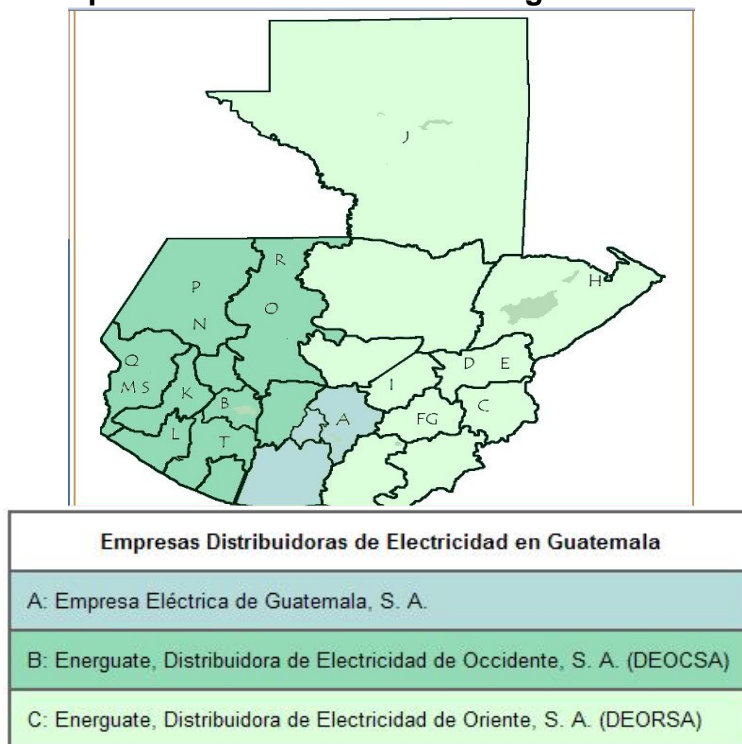 J
R
H
P
O
N
Q
D E
M S
K
I
B
C
A
FG
L
T
Empresas Distribuidoras de Electricidad en Guatemala
A: Empresa Eléctrica de Guatemala, S. A.
B: Energuate, Distribuidora de Electricidad de Occidente, S. A. (DEOCSA)
C: Energuate, Distribuidora de Electricidad de Oriente, S. A. (DEORSA)